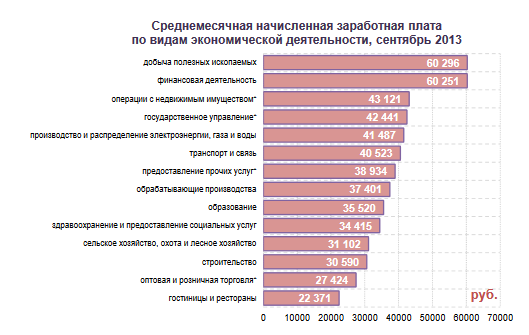 Среднемесячная начисленная заработная плата
по видам экономической деятельности, сентябрь 2013
добыча полезных ископаемых 60 296
финансовая деятельность 60 251
операции с недвижимым имуществом* 43 121
государственное управление* 42 441
производство и распределение электроэнергии, газа и воды 41 487
транспорт и связь 40 523
предоставление прочих услуг* 38 934
обрабатывающие производства 37 401
образование 35 520
здравоохранение и предоставление социальных услуг 34 415
сельское хозяйство, охота и лесное хозяйство 31 102
строительство 30 590
оптовая и розничная торговля* 27 424
гостиницы и рестораны 22 371
руб.
0 10000 20000 30000 40000 50000 60000 70000